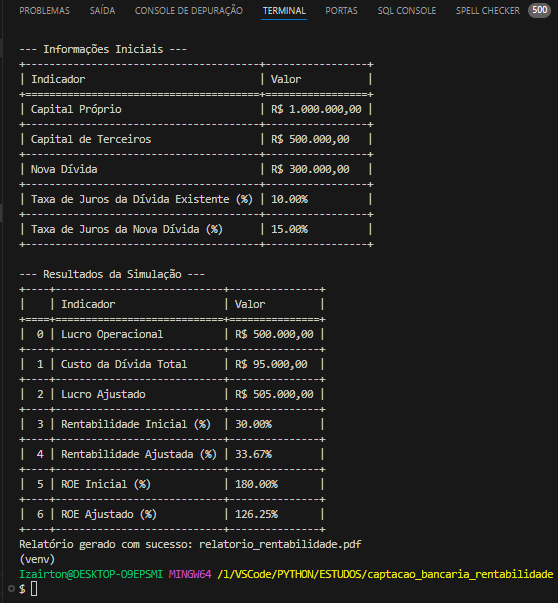 PROBLEMAS SAÍDA CONSOLE DE DEPURAÇÃO TERMINAL PORTAS SQL CONSOLE SPELL CHECKER 500
--- Informações Iniciais ---
+---------------------------------------+-----------------+
| Indicador | Valor |
+=======================================+=================+
| Capital Próprio | R$ 1.000.000,00 |
+---------------------------------------+-----------------+
| Capital de Terceiros | R$ 500.000,00 |
+---------------------------------------+-----------------+
| Nova Dívida | R$ 300.000,00 |
+---------------------------------------+-----------------+
| Taxa de Juros da Dívida Existente (%) | 10.00% |
+---------------------------------------+-----------------+
| Taxa de Juros da Nova Dívida (%) | 15.00% |
+---------------------------------------+-----------------+
--- Resultados da Simulação ---
+----+----------------------------+---------------+
| | Indicador | Valor |
+====+============================+===============+
| 0 | Lucro Operacional | R$ 500.000,00 |
+----+----------------------------+---------------+
| 1 | Custo da Dívida Total | R$ 95.000,00 |
+----+----------------------------+---------------+
| 2 | Lucro Ajustado | R$ 505.000,00 |
+----+----------------------------+---------------+
| 3 | Rentabilidade Inicial (%) | 30.00% |
+----+----------------------------+---------------+
| 4 | Rentabilidade Ajustada (%) | 33.67% |
+----+----------------------------+---------------+
| 5 | ROE Inicial (%) | 180.00% |
+----+----------------------------+---------------+
| 6 | ROE Ajustado (%) | 126.25% |
+----+----------------------------+---------------+
Relatório gerado com sucesso: relatorio_rentabilidade.pdf
(venv)
Izairton@DESKTOP-O9EPSMI MINGW64 /l/VSCode/PYTHON/ESTUDOS/captacao_bancaria_rentabilidade
$